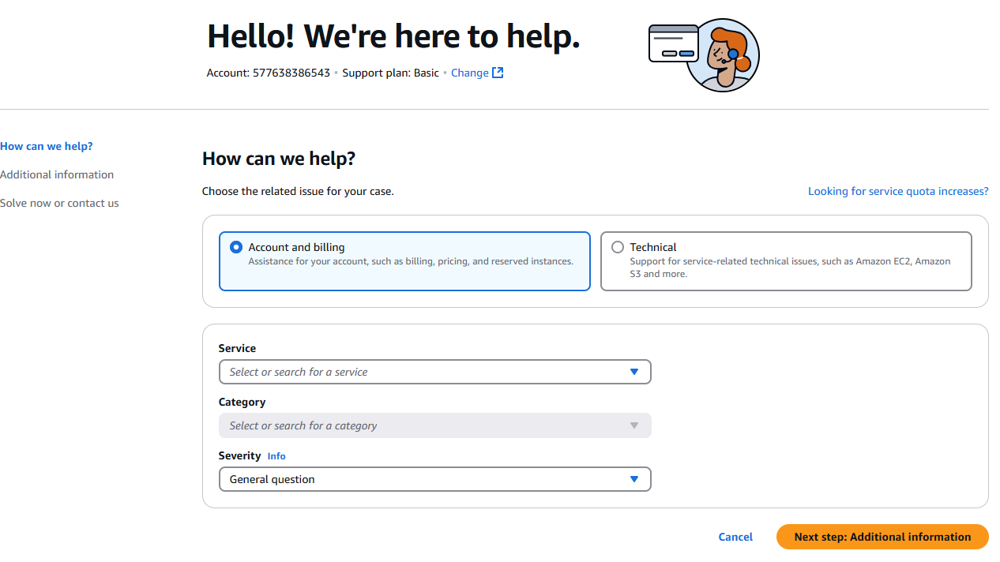 Hello! We're here to help.
Account: 577638386543 • Support plan: Basic • Change
How can we help?
Additional information
Solve now or contact us
How can we help?
Choose the related issue for your case.
Looking for service quota increases?
Account and billing
Assistance for your account, such as billing, pricing, and reserved instances.
Technical
Support for service-related technical issues, such as Amazon EC2, Amazon
S3 and more.
Service
Select or search for a service
Category
Select or search for a category
Severity Info
General question
Cancel
Next step: Additional information